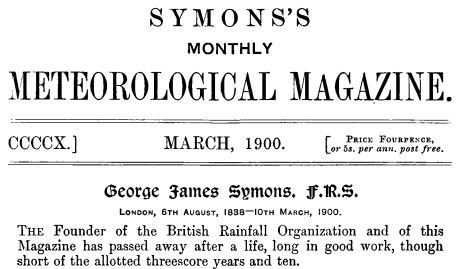 SYMONS'S
MONTHLY
METEOROLOGICAL MAGAZINE.
CCCCX.] MARCH, 1900. [PRICE FOURPENCE,
or 5s. per ann. post free.
George James Symons. F.R.S.
LONDON, 6TH AUGUST, 1838—10TH MARCH, 1900.
THE Founder of the British Rainfall Organization and of this
Magazine has passed away after a life, long in good work, though
short of the allotted threescore years and ten.